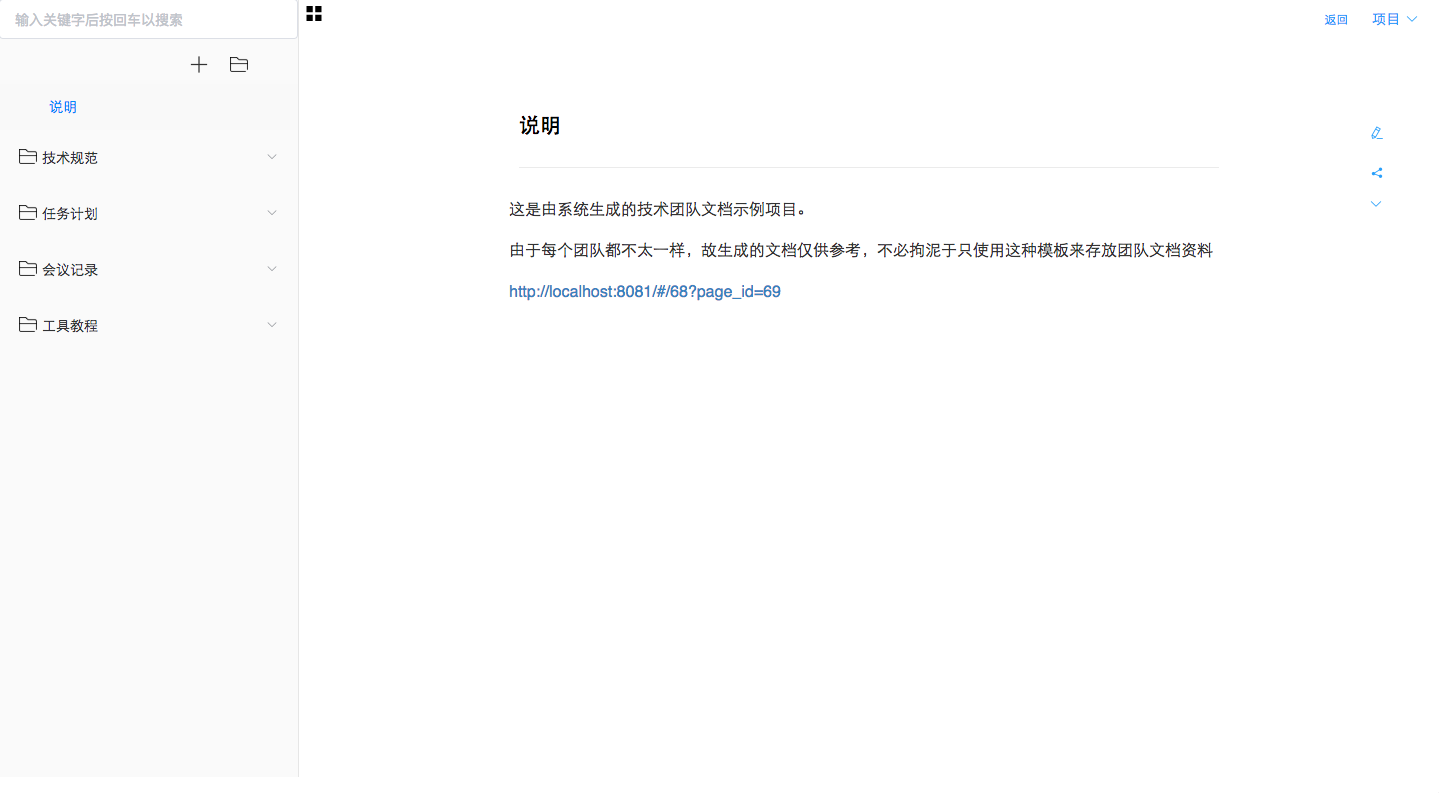 输入关键字后按回车以搜索
返回 项目
说明
技术规范
任务计划
会议记录
工具教程
说明
这是由系统生成的技术团队文档示例项目。
由于每个团队都不太一样，故生成的文档仅供参考，不必拘泥于只使用这种模板来存放团队文档资料
http://localhost:8081/#/68?page_id=69